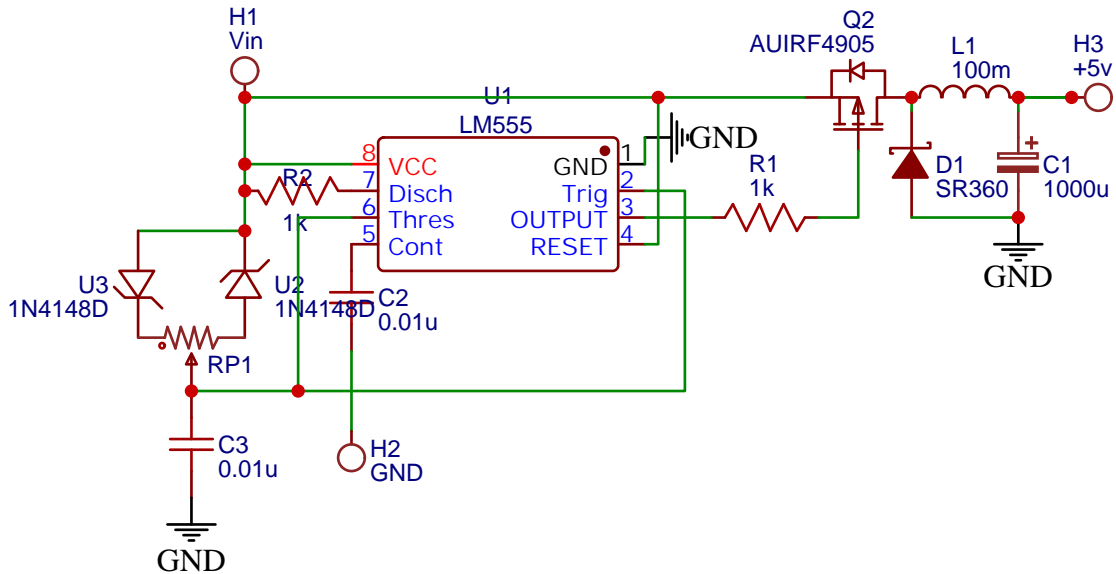 H1
Vin
Q2
AUIRF4905
L1
100m
H3
+5v
U1
LM555
8
VCC
7
Disch
6
Thres
5
Cont
GND
1
Trig
2
OUTPUT
3
RESET
4
GND
R2
1k
R1
1k
D1
SR360
+
C1
1000u
GND
U3
1N4148D
U2
1N4148D
C2
0.01u
RP1
C3
0.01u
H2
GND
GND